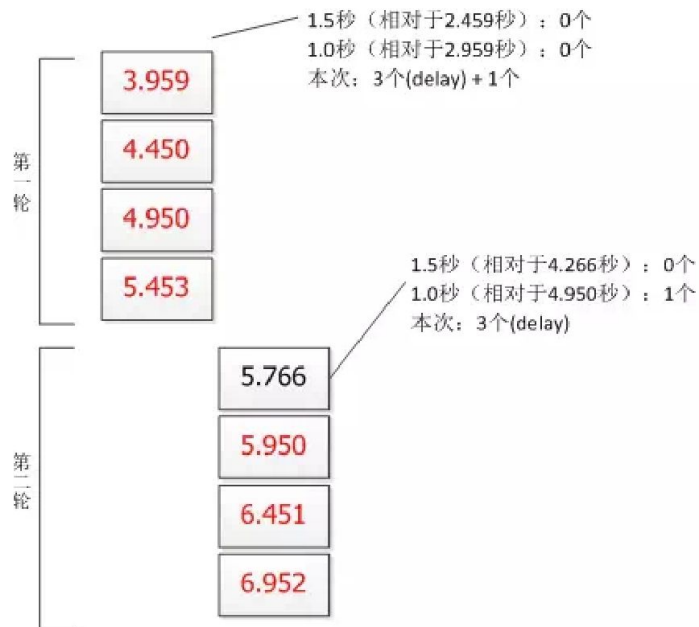 1.5秒（相对于2.459秒）：0个
1.0秒（相对于2.959秒）：0个
本次：3个(delay)＋1个
第一轮
3.959
4.450
4.950
5.453
1.5秒（相对于4.266秒）：0个
1.0秒（相对于4.950秒）：1个
本次：3个(delay)
第二轮
5.766
5.950
6.451
6.952